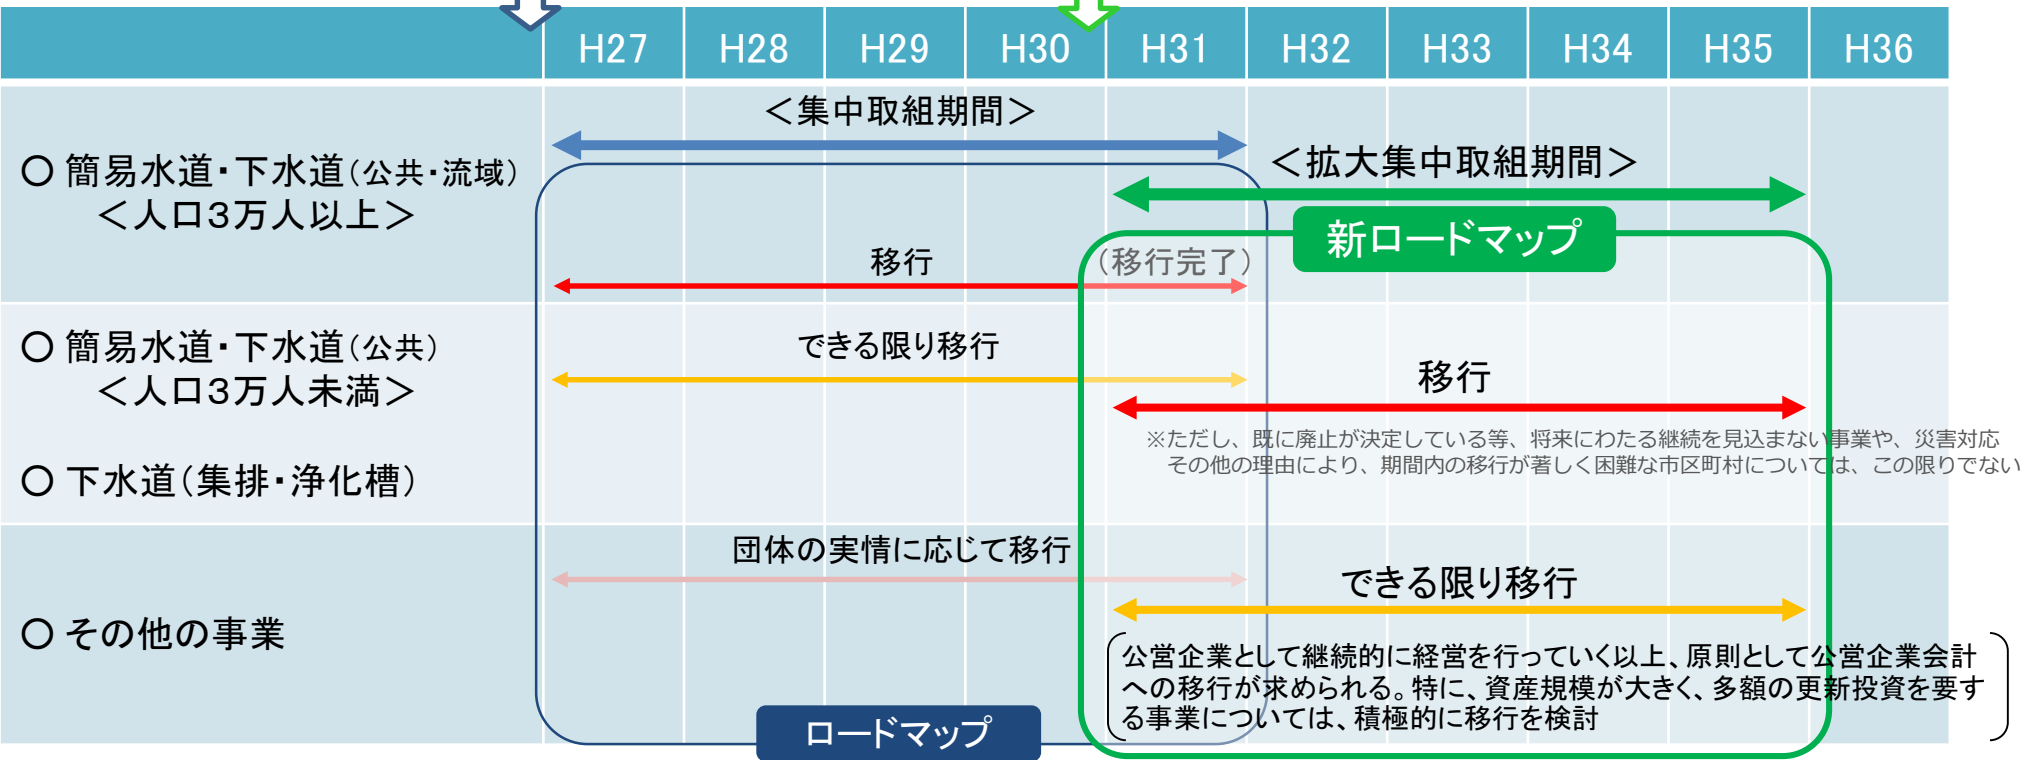 H27 H28 H29 H30 H31 H32 H33 H34 H35 H36
＜集中取組期間＞
＜拡大集中取組期間＞
新ロードマップ
○ 簡易水道・下水道（公共・流域）
＜人口３万人以上＞
移行
（移行完了）
○ 簡易水道・下水道（公共）
＜人口３万人未満＞
できる限り移行
移行
※ただし、既に廃止が決定している等、将来にわたる継続を見込まない事業や、災害対応
その他の理由により、期間内の移行が著しく困難な市区町村については、この限りでない
○ 下水道（集排・浄化槽）
団体の実情に応じて移行
できる限り移行
○ その他の事業
公営企業として継続的に経営を行っていく以上、原則として公営企業会計
への移行が求められる。特に、資産規模が大きく、多額の更新投資を要す
る事業については、積極的に移行を検討
ロードマップ